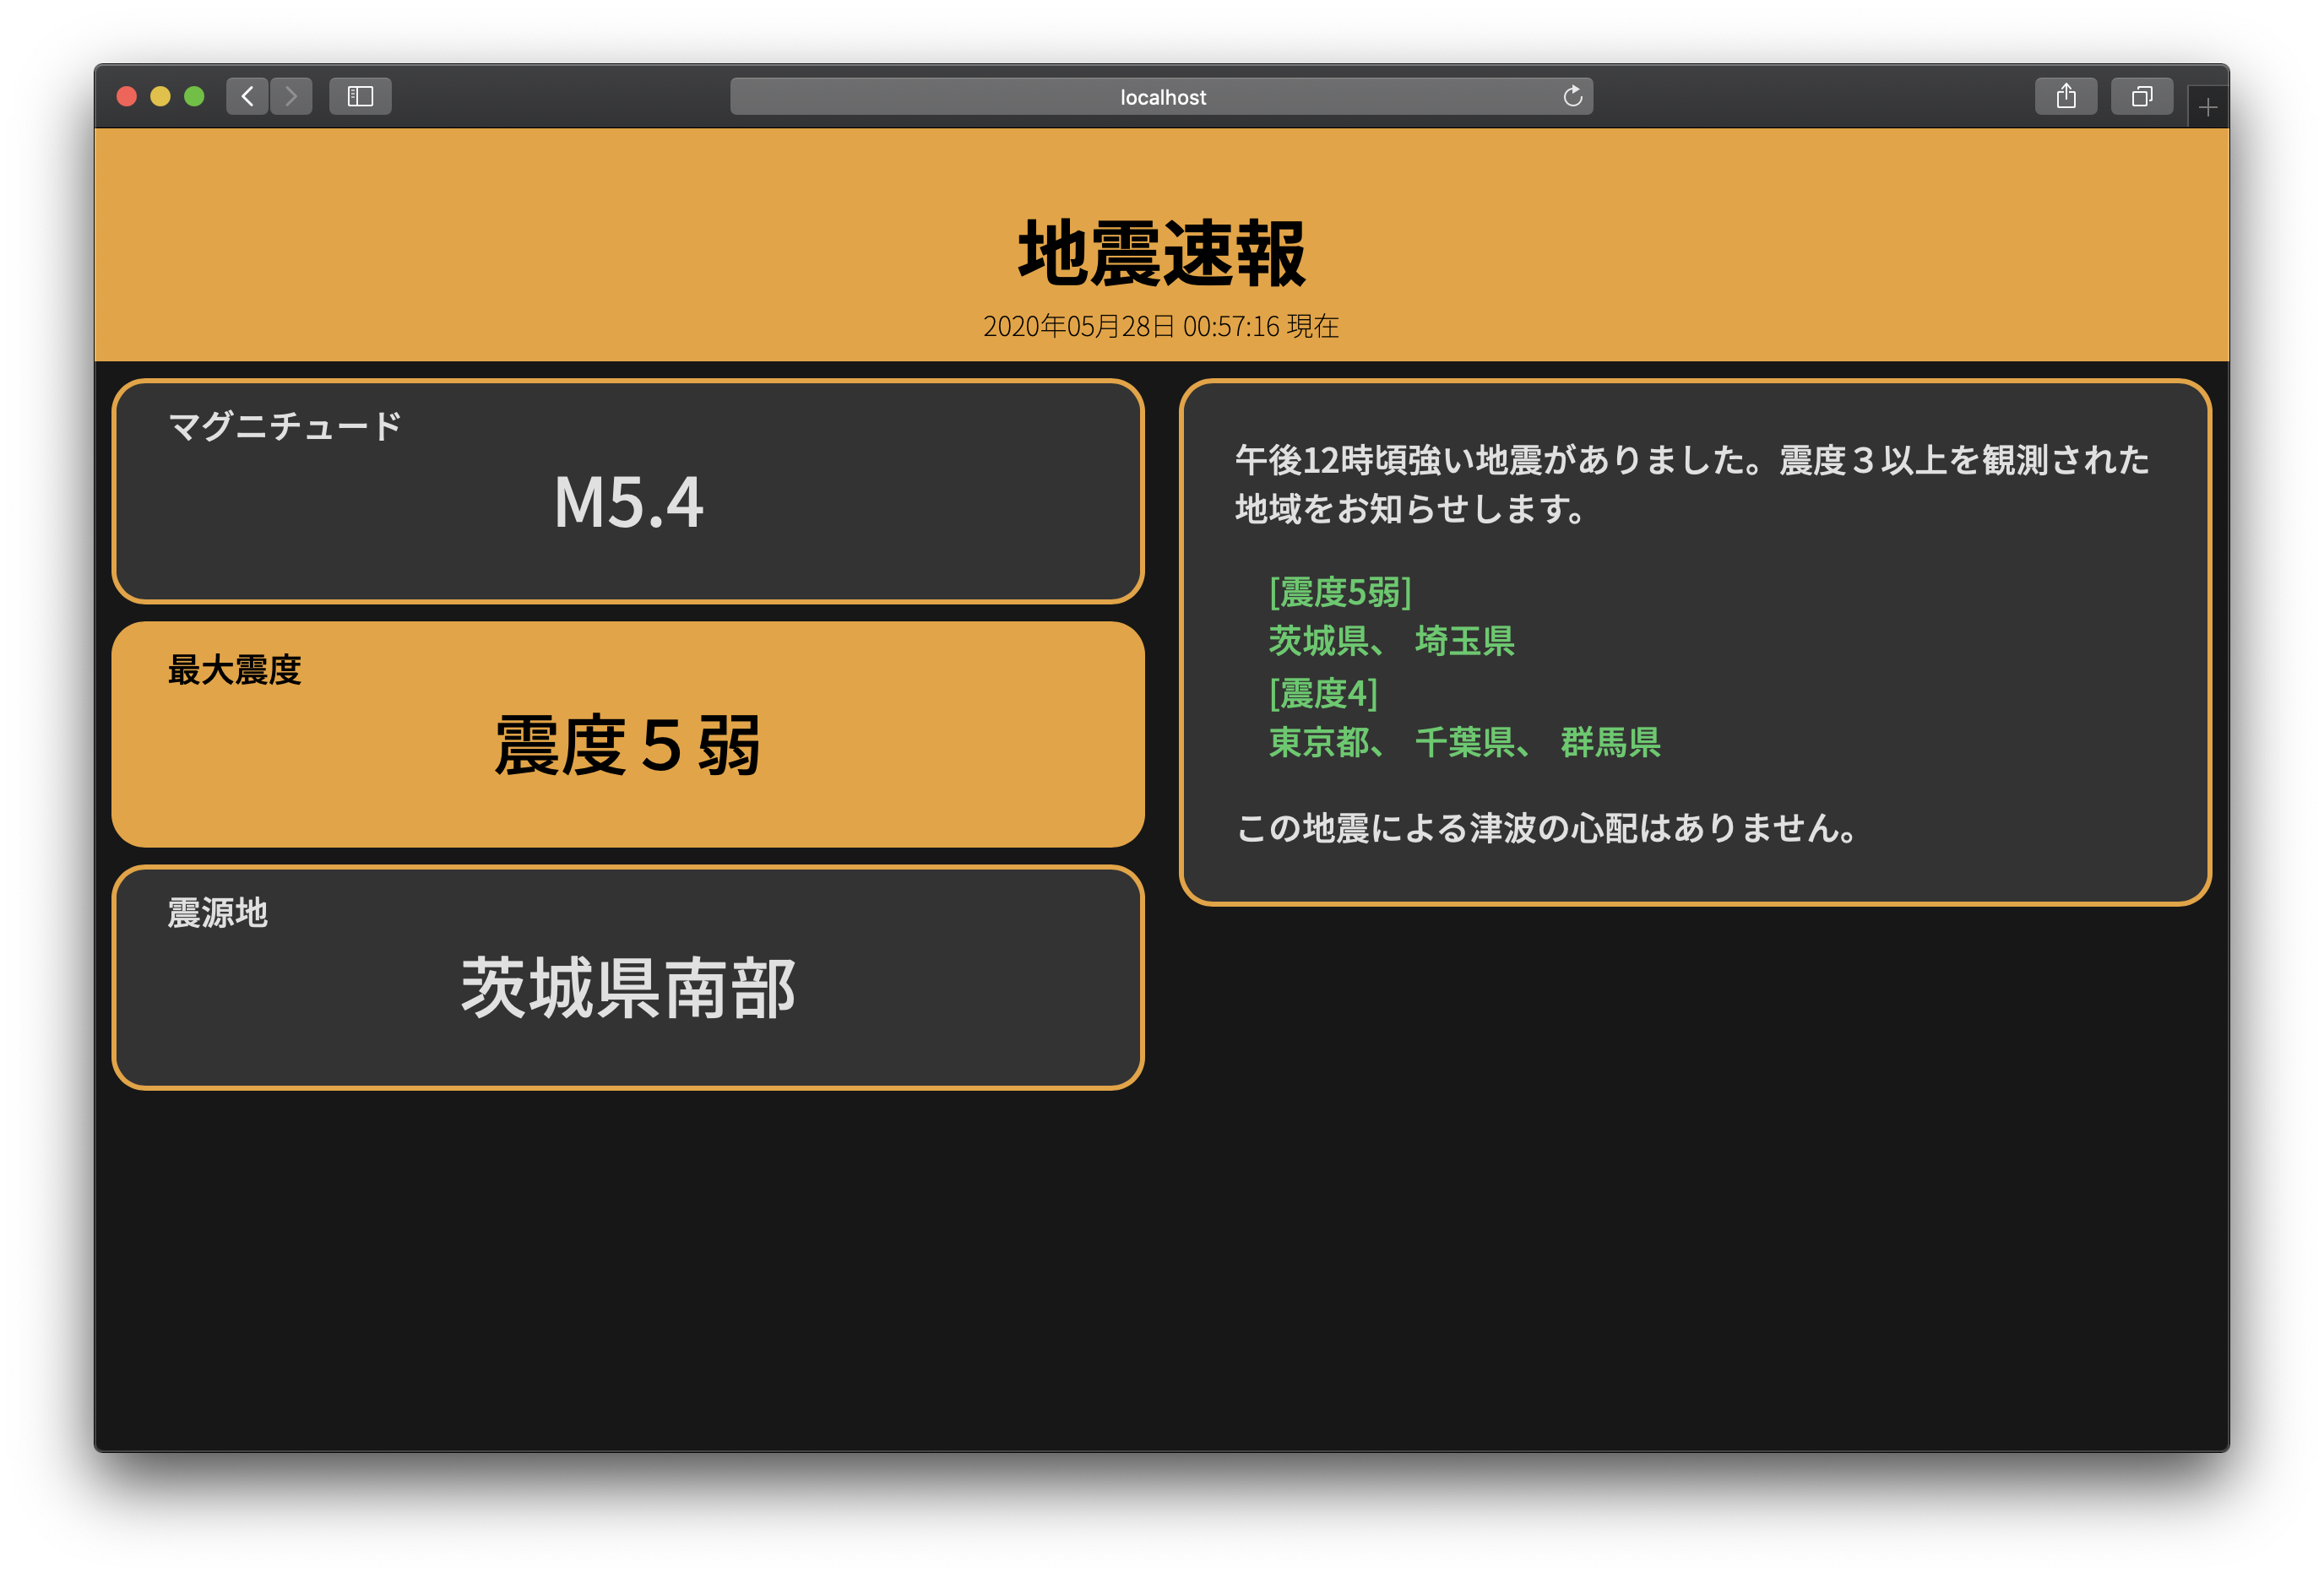 localhost
地震速報
2020年05月28日 00:57:16 現在
マグニチュード
M5.4
最大震度
震度５弱
震源地
茨城県南部
午後12時頃強い地震がありました。震度３以上を観測された
地域をお知らせします。
[震度5弱]
茨城県、 埼玉県
[震度4]
東京都、 千葉県、 群馬県
この地震による津波の心配はありません。